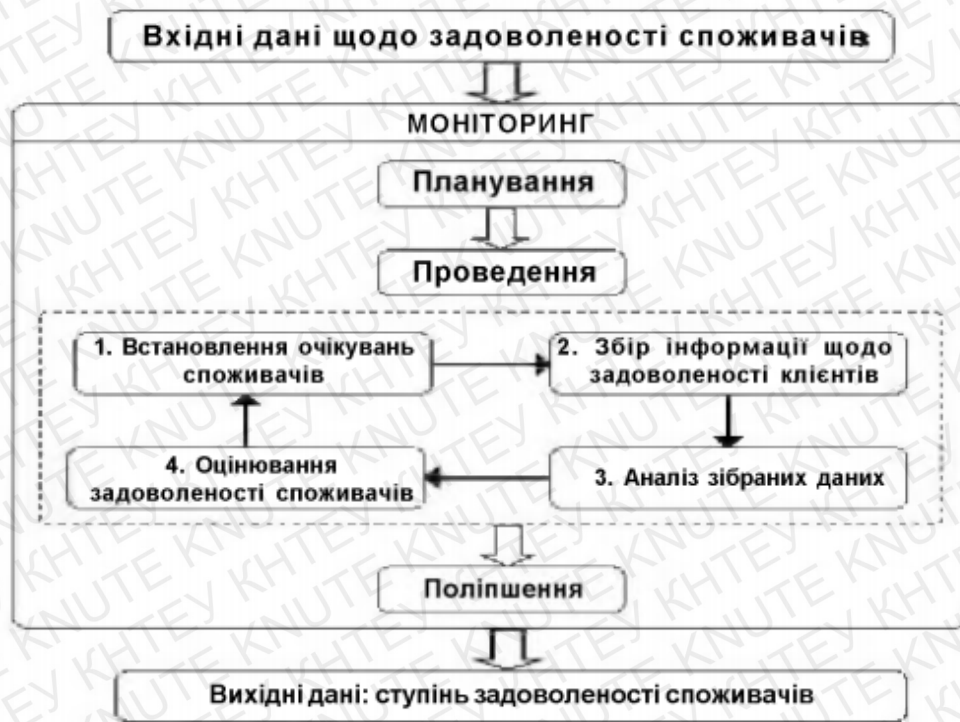 Вхідні дані щодо задоволеності споживачів
МОНІТОРИНГ
Планування
Проведення
1. Встановлення очікувань
споживачів
2. Збір інформації щодо
задоволеності клієнтів
4. Оцінювання
задоволеності споживачів
3. Аналіз зібраних даних
Поліпшення
Вихідні дані: ступінь задоволеності споживачів